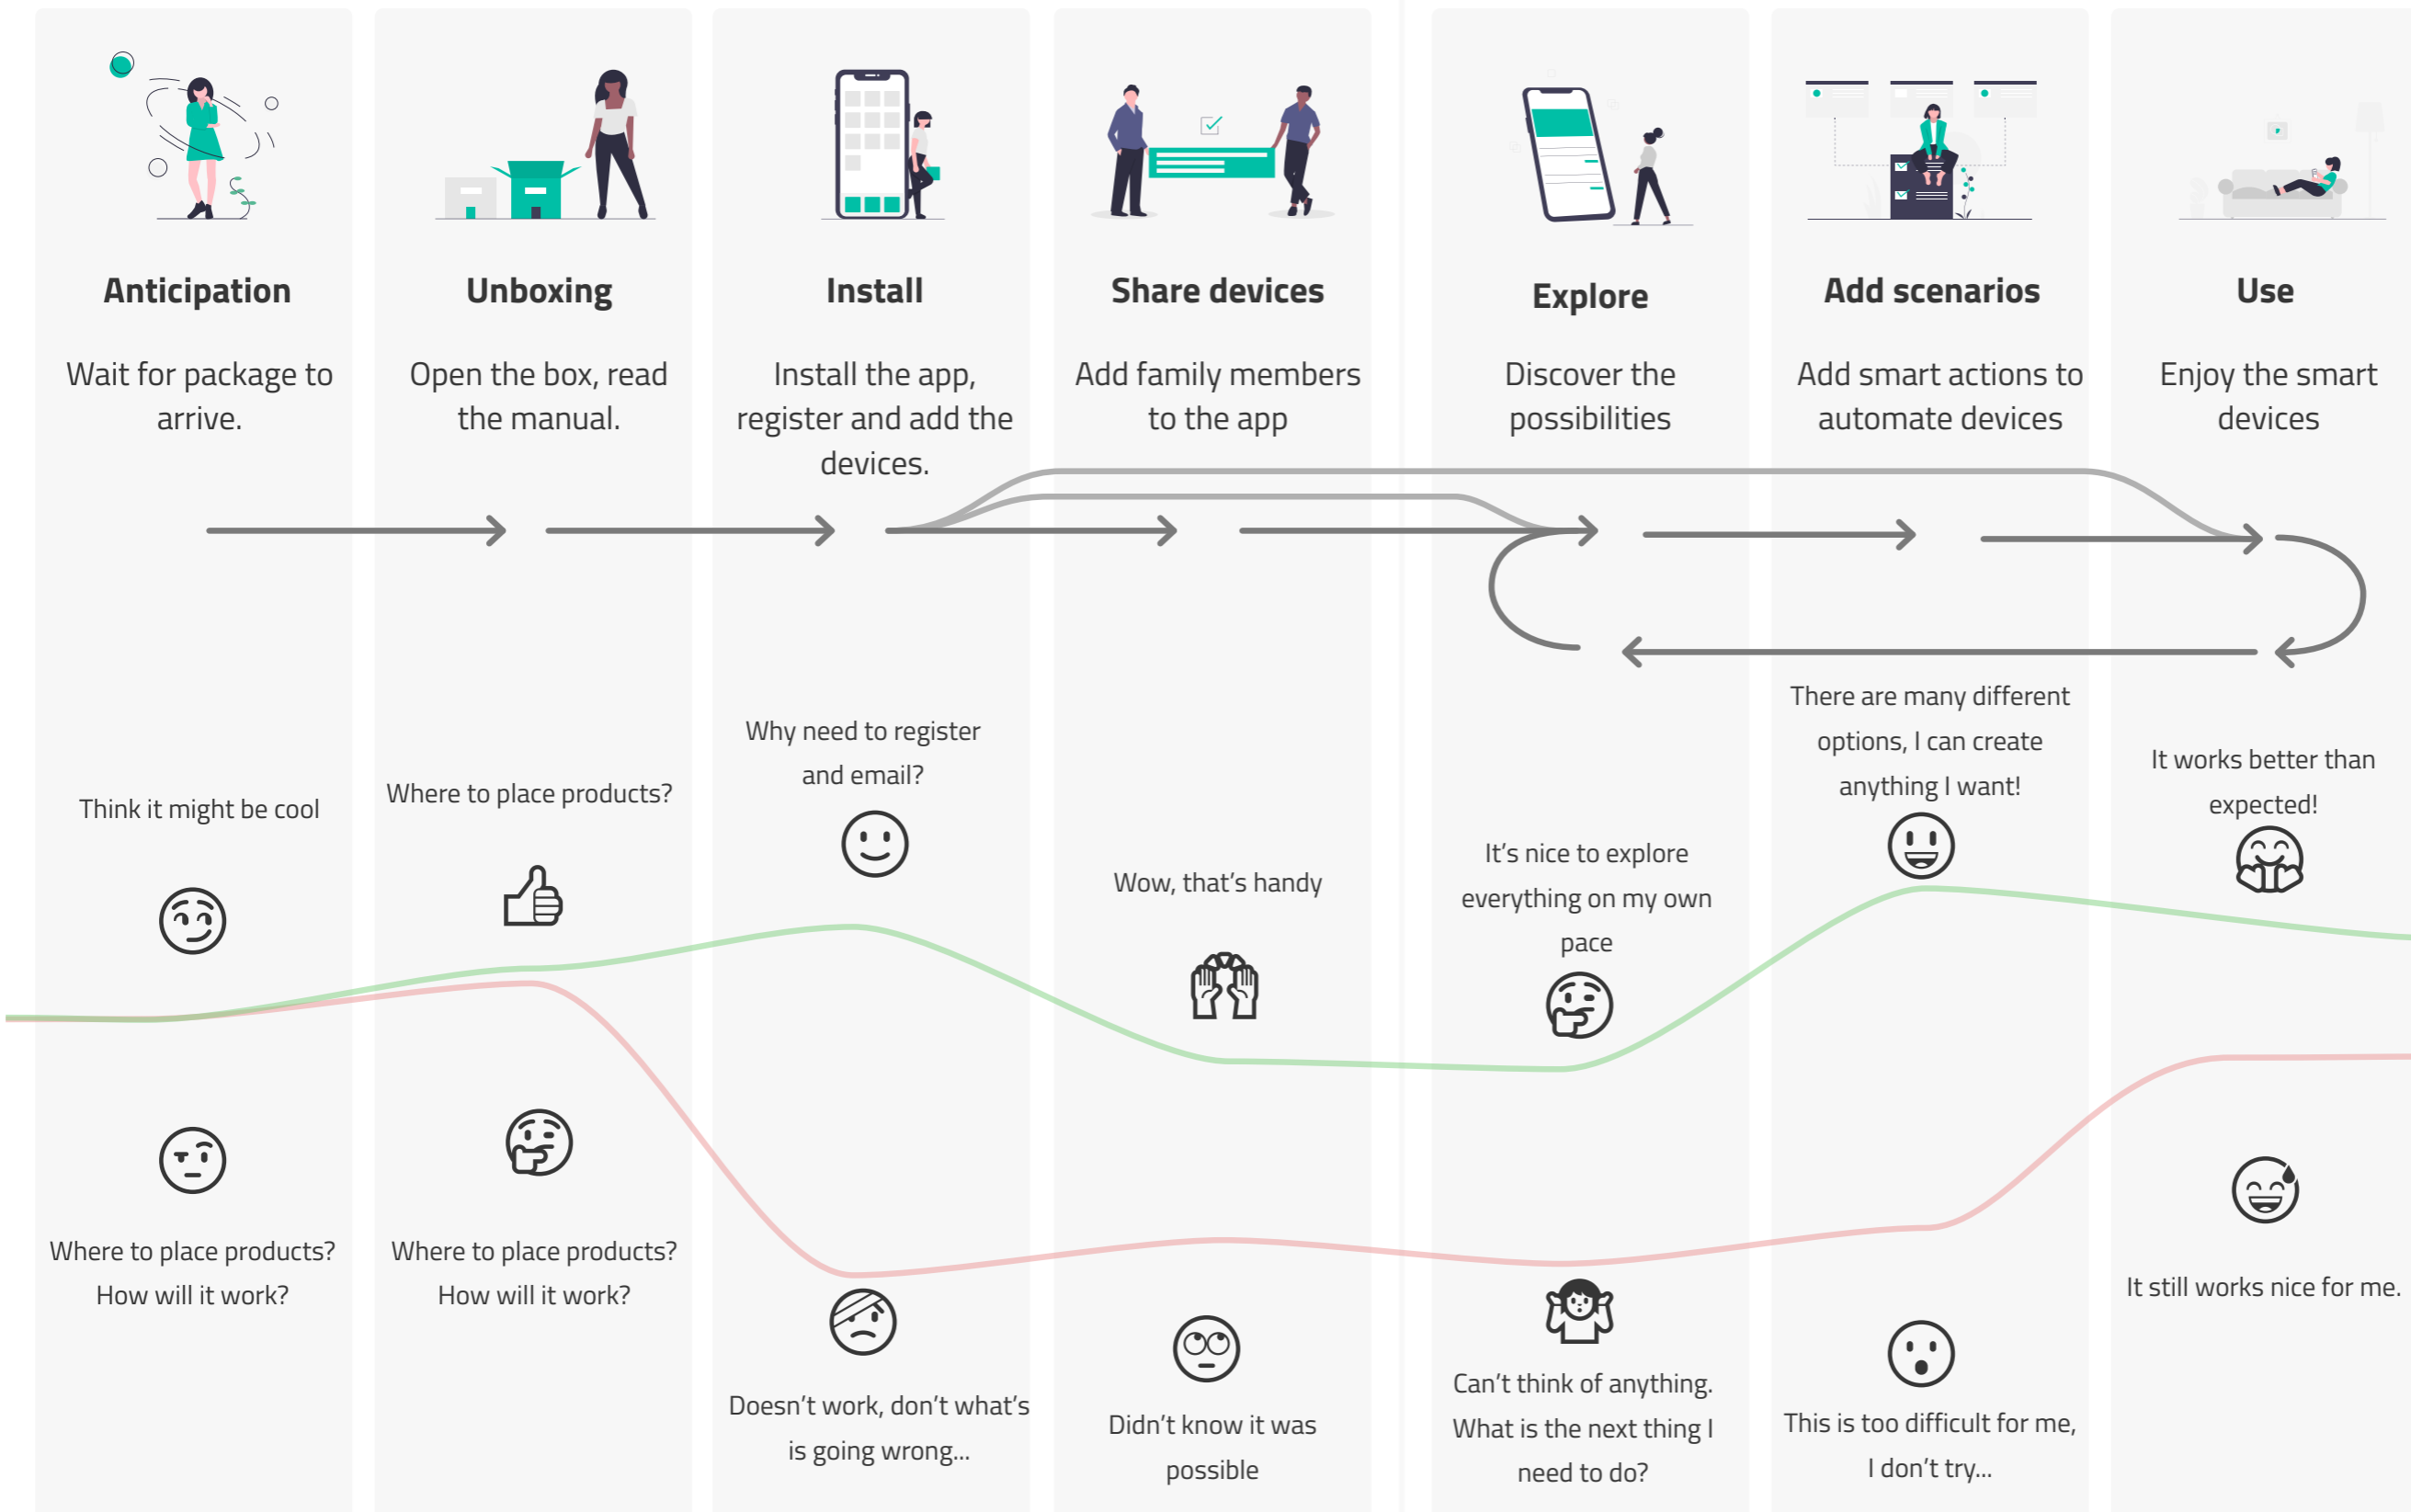 Anticipation
Wait for package to
arrive.
Unboxing
Open the box, read
the manual.
Install
Install the app,
register and add the
devices.
Share devices
Add family members
to the app
Explore
Discover the
possibilities
Add scenarios
Add smart actions to
automate devices
Use
Enjoy the smart
devices
Think it might be cool
Where to place products?
Why need to register
and email?
Wow, that's handy
It's nice to explore
everything on my own
pace
There are many different
options, I can create
anything I want!
It works better than
expected!
Where to place products?
How will it work?
Where to place products?
How will it work?
Doesn't work, don't what's
is going wrong...
Didn't know it was
possible
Can't think of anything.
What is the next thing I
need to do?
This is too difficult for me,
I don't try...
It still works nice for me.